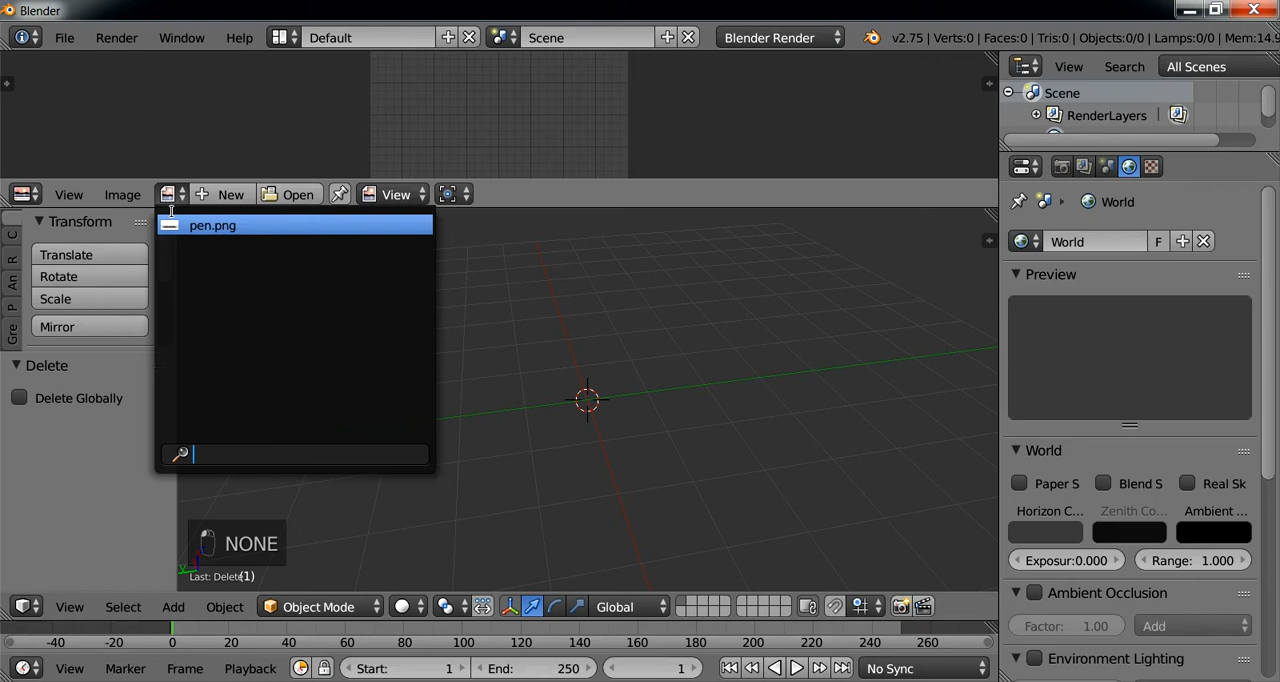 Blender
File Render Window Help Default Scene Blender Render v2.75 | Verts:0 | Faces:0 | Tris:0 | Objects:0/0 | Lamps:0/0 | Mem:14.9
View Search All Scenes
Scene
RenderLayers
View Image New Open View
pen.png
Transform
Translate
Rotate
Scale
Mirror
Delete
Delete Globally
C
R
An
P
Gre
World
World F
Preview
World
Paper S Blend S Real Sk
Horizon C... Zenith Co... Ambient ...
Exposur:0.000 Range: 1.000
Ambient Occlusion
Factor: 1.00 Add
Environment Lighting
NONE
y
Last: Delete
(1)
View Select Add Object Object Mode Global
-40 -20 0 20 40 60 80 100 120 140 160 180 200 220 240 260
View Marker Frame Playback Start: 1 End: 250 1 No Sync